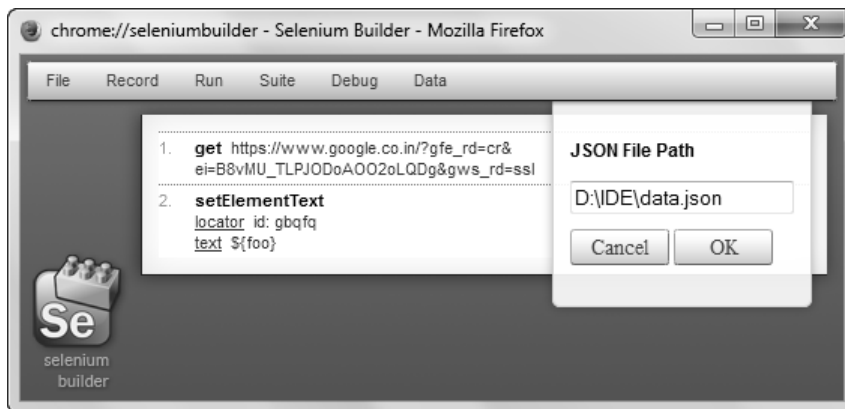 chrome://seleniumbuilder - Selenium Builder - Mozilla Firefox
File Record Run Suite Debug Data
1. get https://www.google.co.in/?gfe_rd=cr&
ei=B8vMU_TLPJODoAOO2oLQDg&gws_rd=ssl
2. setElementText
locator id: gbqfq
text ${foo}
JSON File Path
D:\IDE\data.json
Cancel OK
Se
selenium
builder